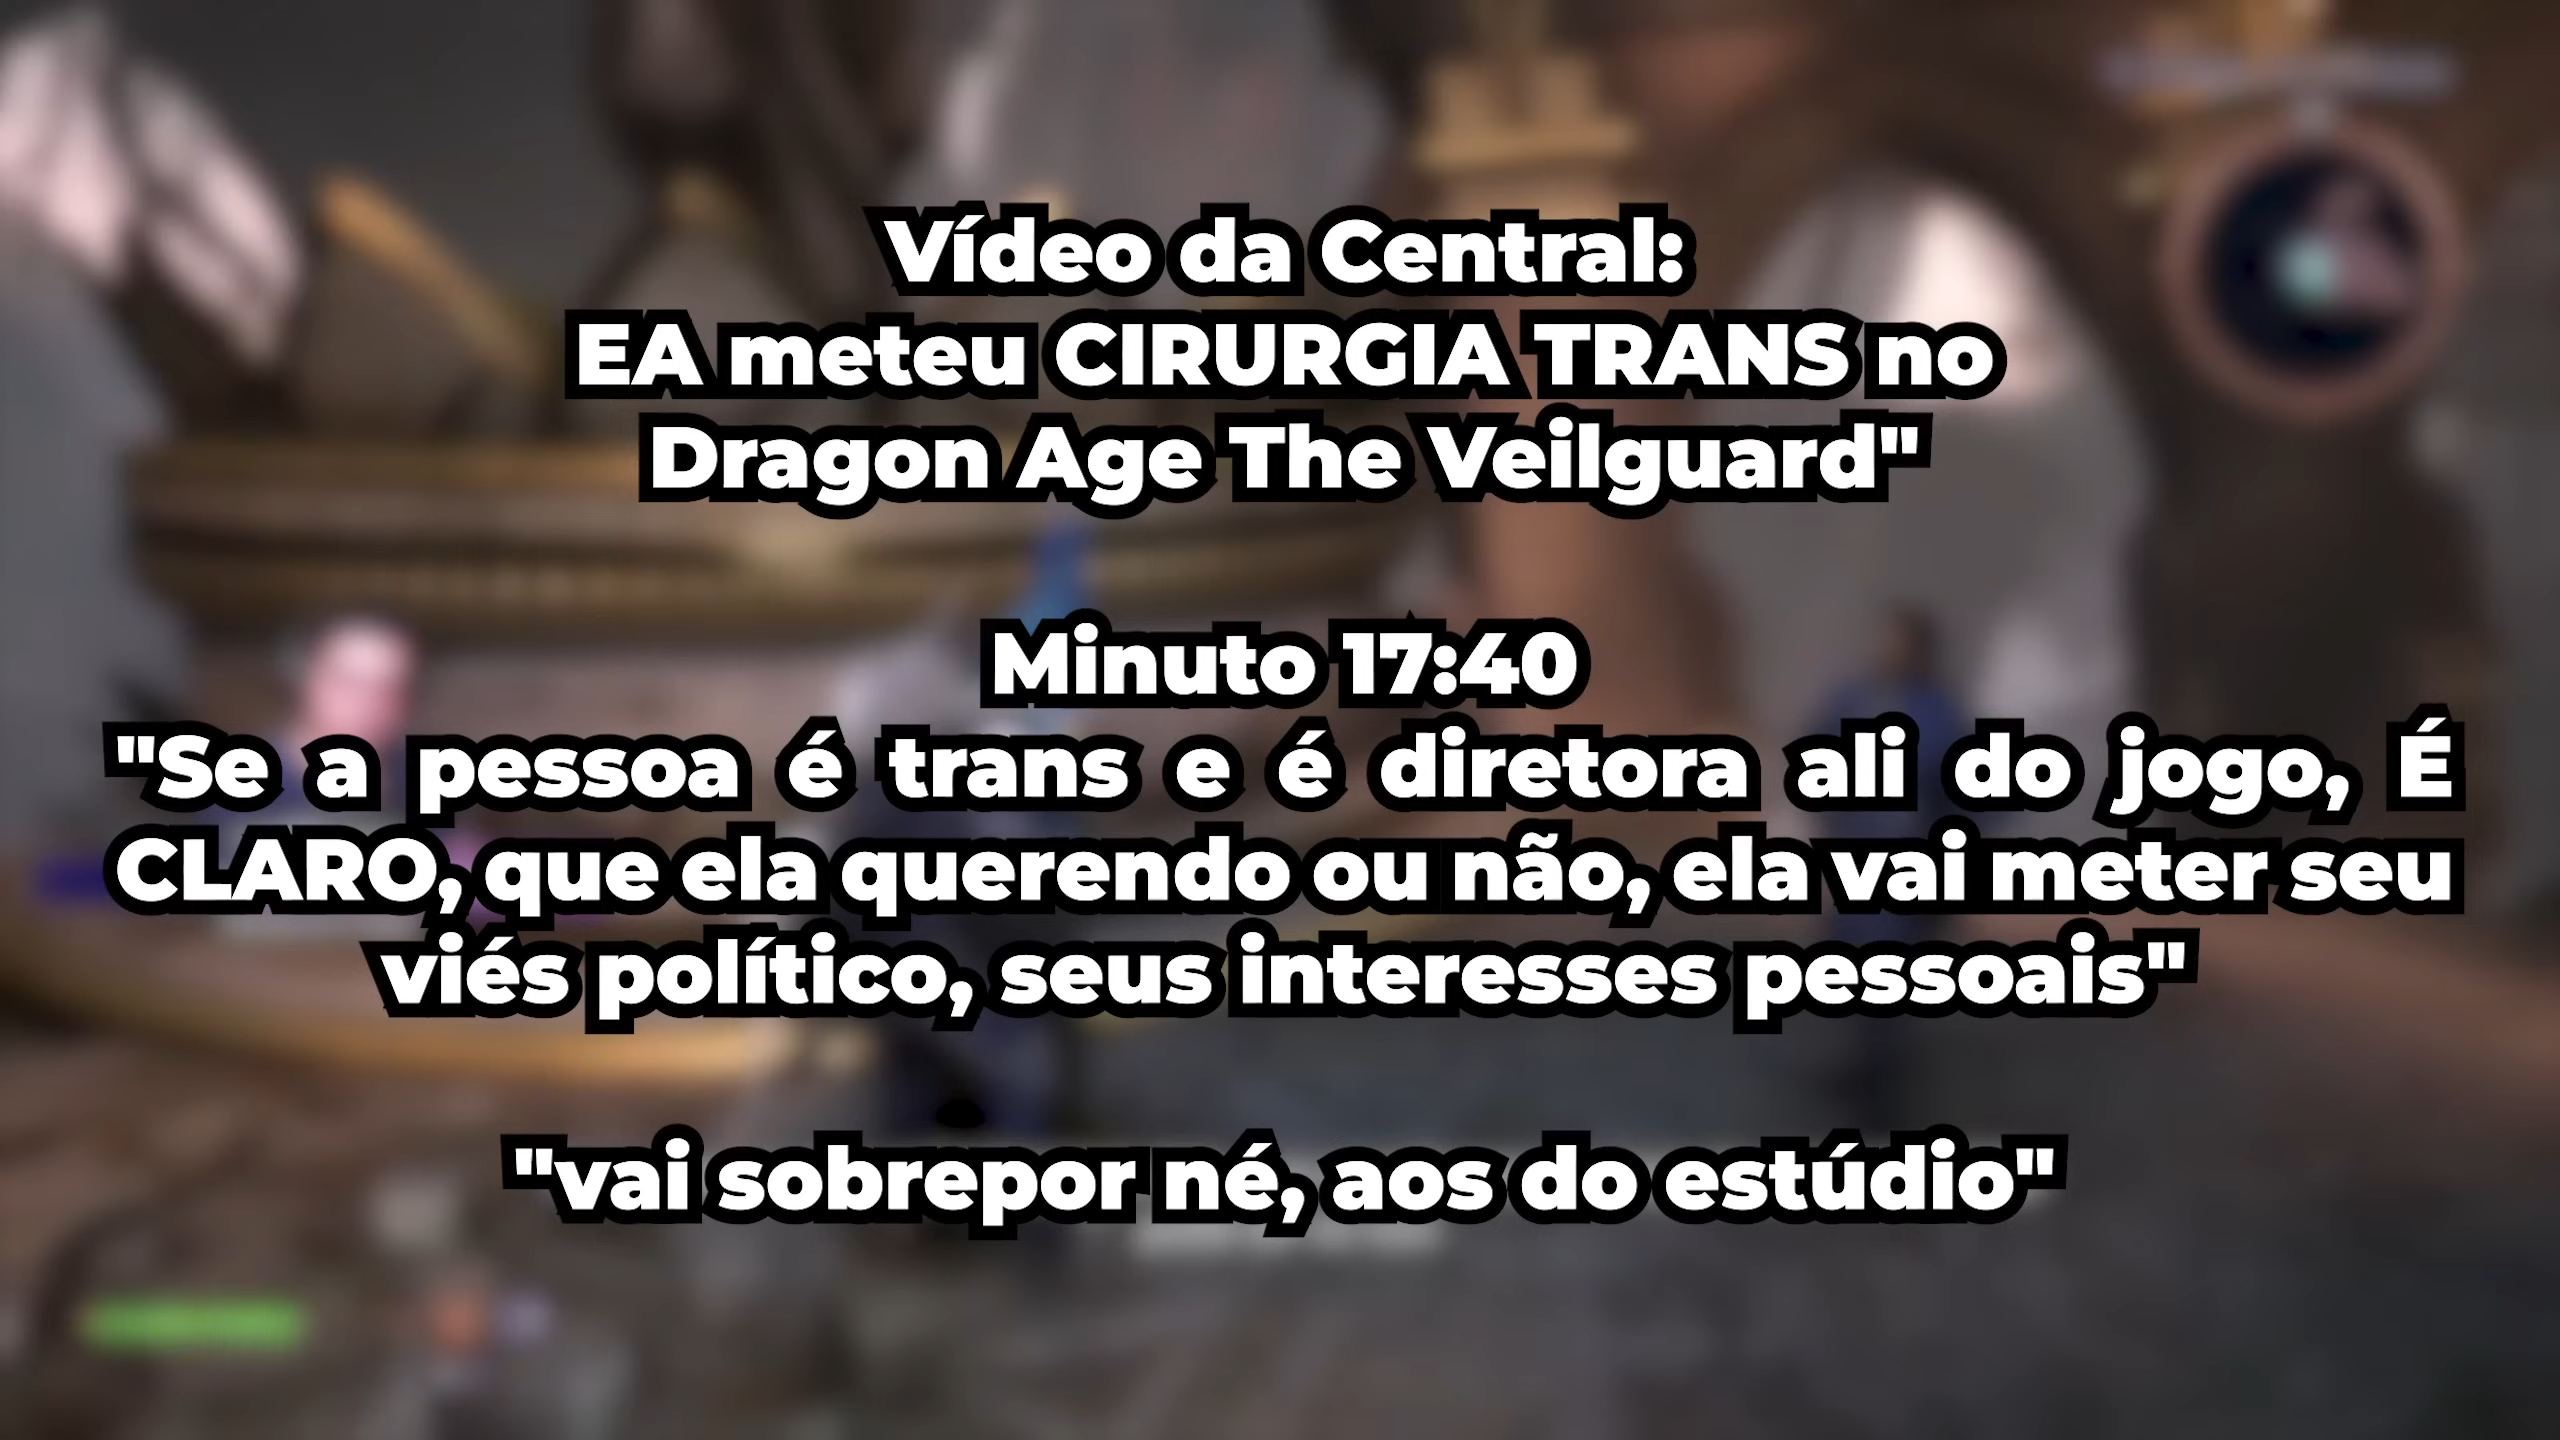 Vídeo da Central:
EA meteu CIRURGIA TRANS no
Dragon Age The Veilguard"
Minuto 17:40
"Se a pessoa é trans e é diretora ali do jogo, É
CLARO, que ela querendo ou não, ela vai meter seu
viés político, seus interesses pessoais"
"vai sobrepor né, aos do estúdio"